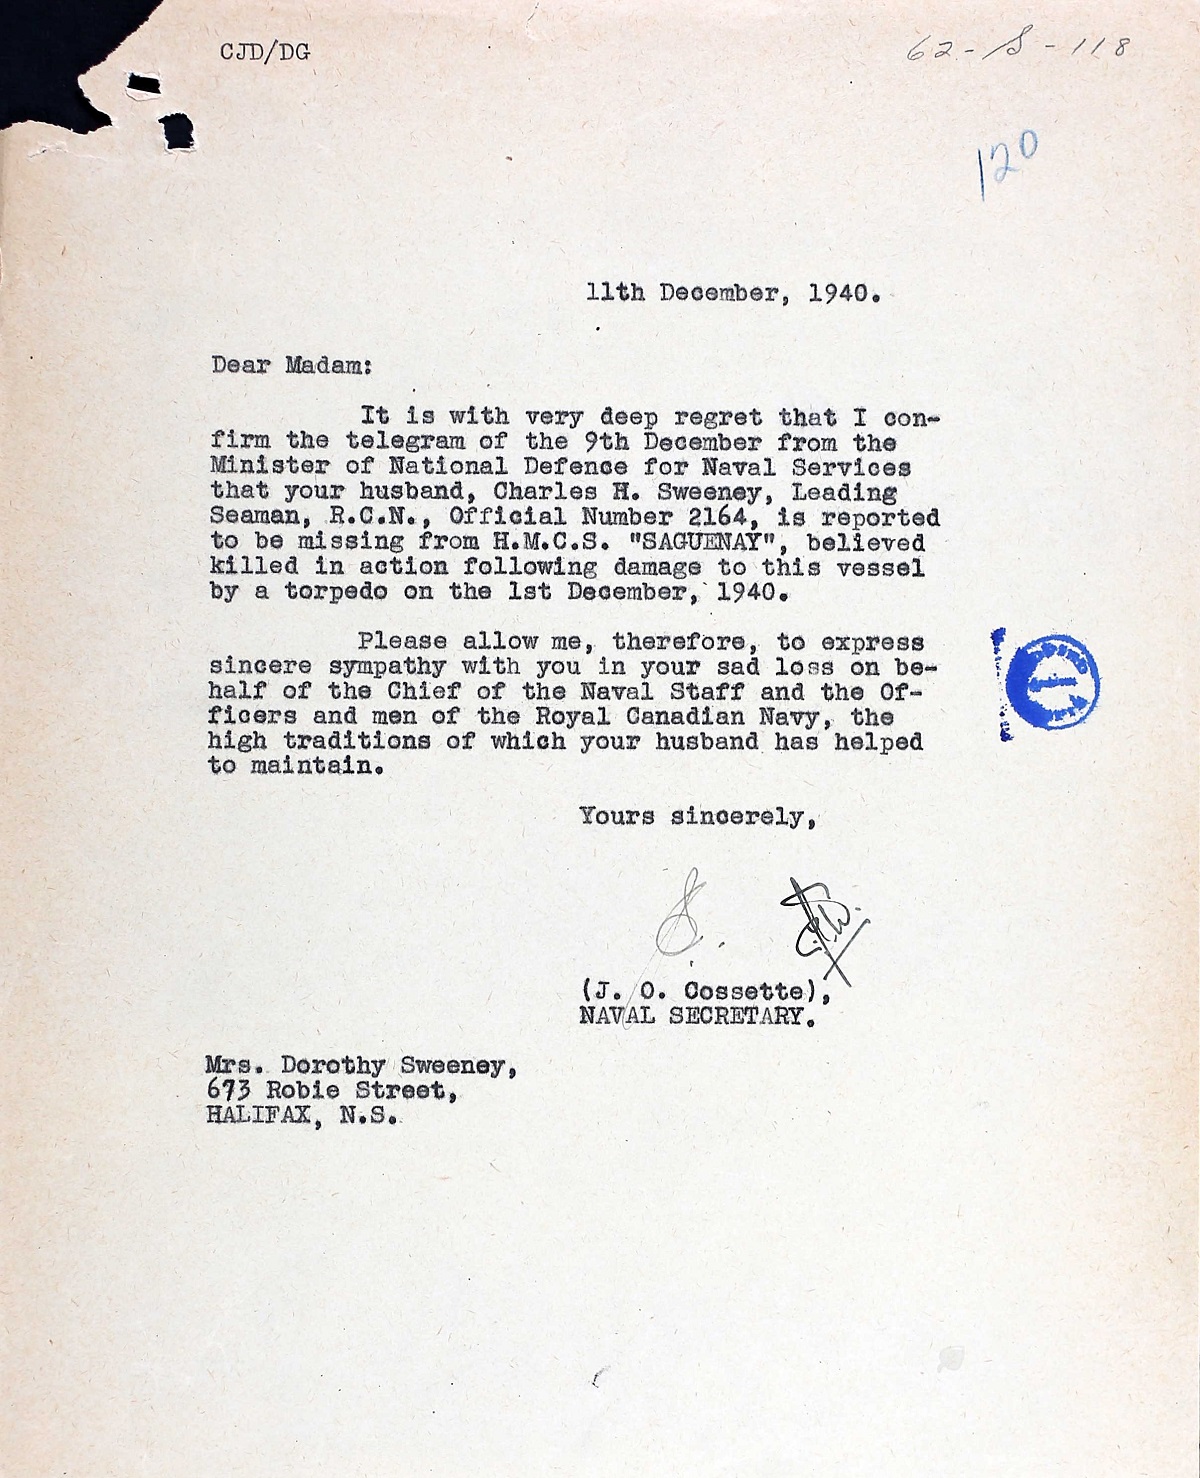 CJD/DG
62-S-118
120
11th December, 1940.
Dear Madam:
It is with very deep regret that I con-
firm the telegram of the 9th December from the
Minister of National Defence for Naval Services
that your husband, Charles H. Sweeney, Leading
Seaman, R.C.N., Official Number 2164, is reported
to be missing from H.M.C.S. "SAGUENAY", believed
killed in action following damage to this vessel
by a torpedo on the 1st December, 1940.
Please allow me, therefore, to express
sincere sympathy with you in your sad loss on be-
half of the Chief of the Naval Staff and the Of-
ficers and men of the Royal Canadian Navy, the
high traditions of which your husband has helped
to maintain.
Yours sincerely,
(J. O. Cossette),
NAVAL SECRETARY.
Mrs. Dorothy Sweeney,
673 Robie Street,
HALIFAX, N.S.